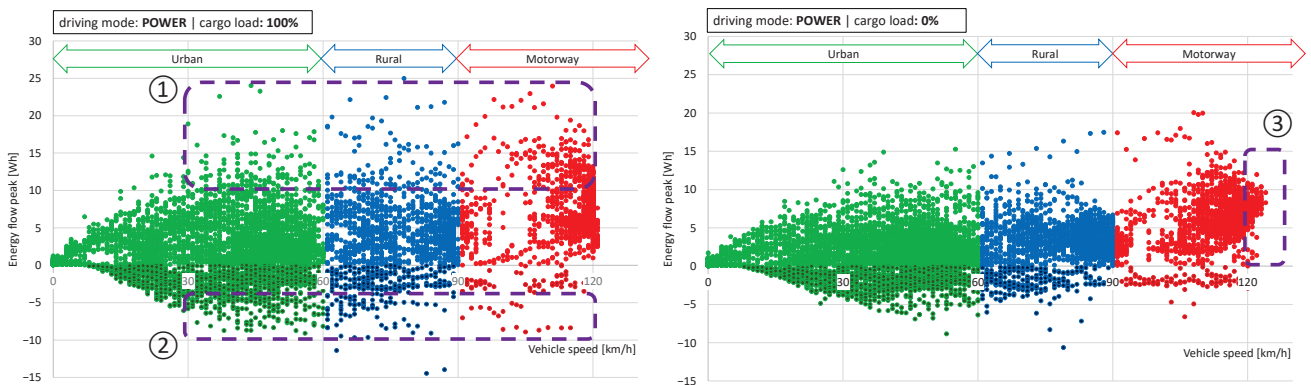 driving mode: POWER | cargo load: 100%
Urban
Rural
Motorway
①
②
Energy flow peak [Wh]
30
25
20
15
10
5
0
−5
−10
−15
0
30
60
90
120
Vehicle speed [km/h]
driving mode: POWER | cargo load: 0%
Urban
Rural
Motorway
③
Energy flow peak [Wh]
30
25
20
15
10
5
0
−5
−10
−15
0
30
60
90
120
Vehicle speed [km/h]